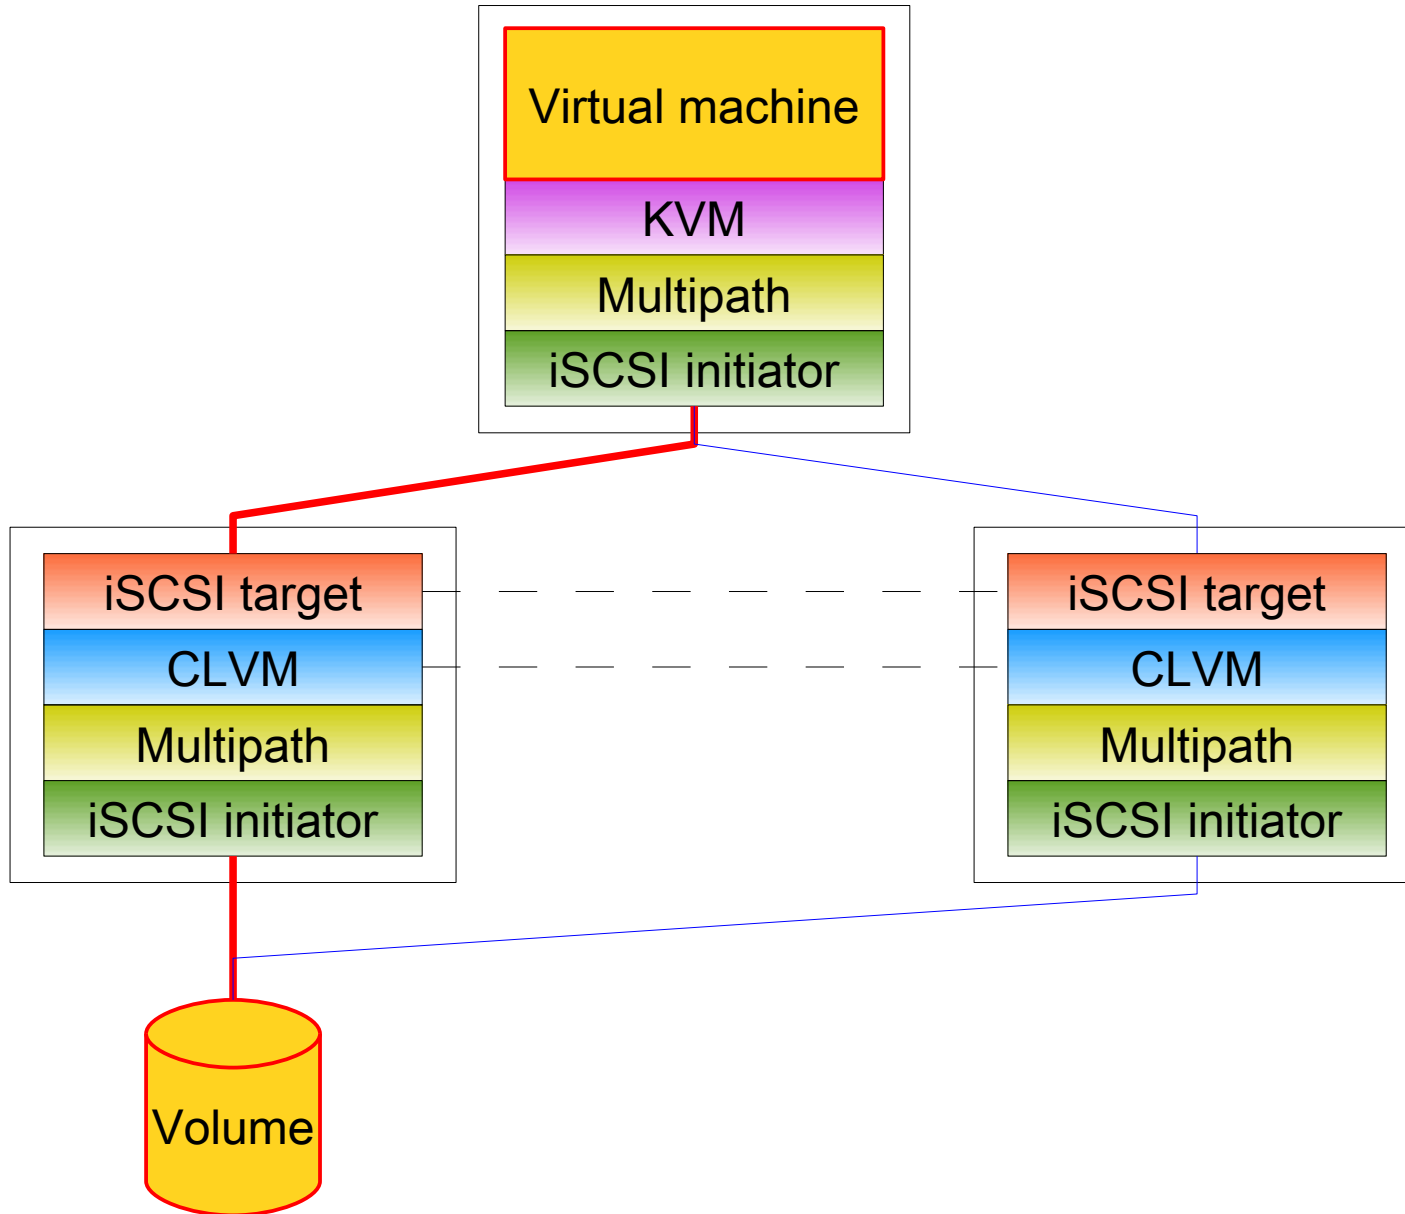 Virtual machine
KVM
Multipath
iSCSI initiator
iSCSI target
CLVM
Multipath
iSCSI initiator
iSCSI target
CLVM
Multipath
iSCSI initiator
Volume